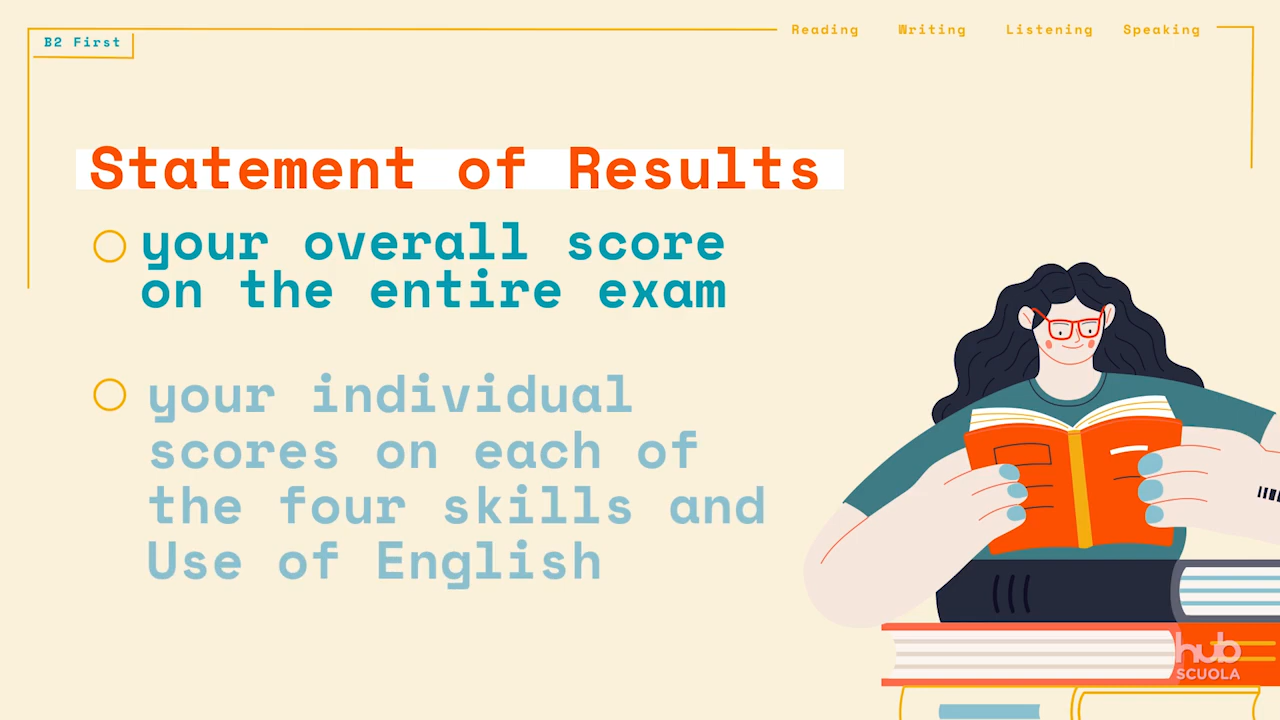 B2 First
Reading Writing Listening Speaking
Statement of Results
your overall score
on the entire exam
your individual
scores on each of
the four skills and
Use of English
hub
SCUOLA